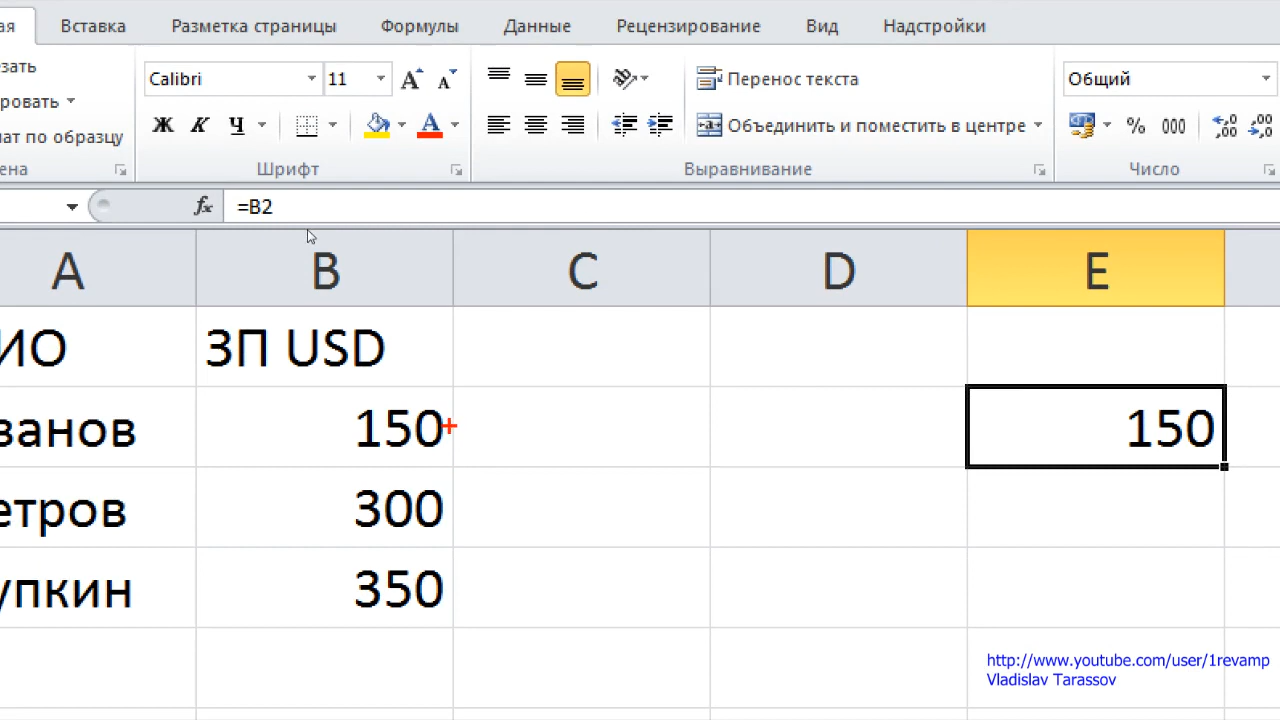 ая Вставка Разметка страницы Формулы Данные Рецензирование Вид Надстройки
зать Calibri 11 Перенос текста Общий
ровать Ж К Ч А Объединить и поместить в центре % 000
ат по образцу
ена Шрифт Выравнивание Число
fx =B2
A B C D E
ИО ЗП USD
ванов 150 150
етров 300
упкин 350
http://www.youtube.com/user/1revamp
Vladislav Tarassov